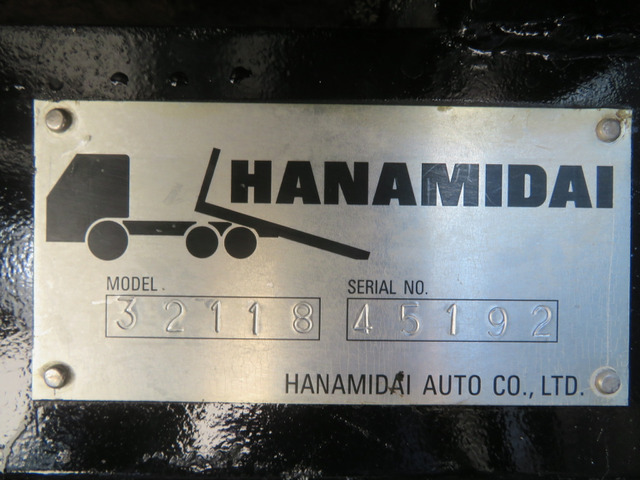 HANAMIDAI
MODEL. SERIAL NO.
32118 45192
HANAMIDAI AUTO CO., LTD.